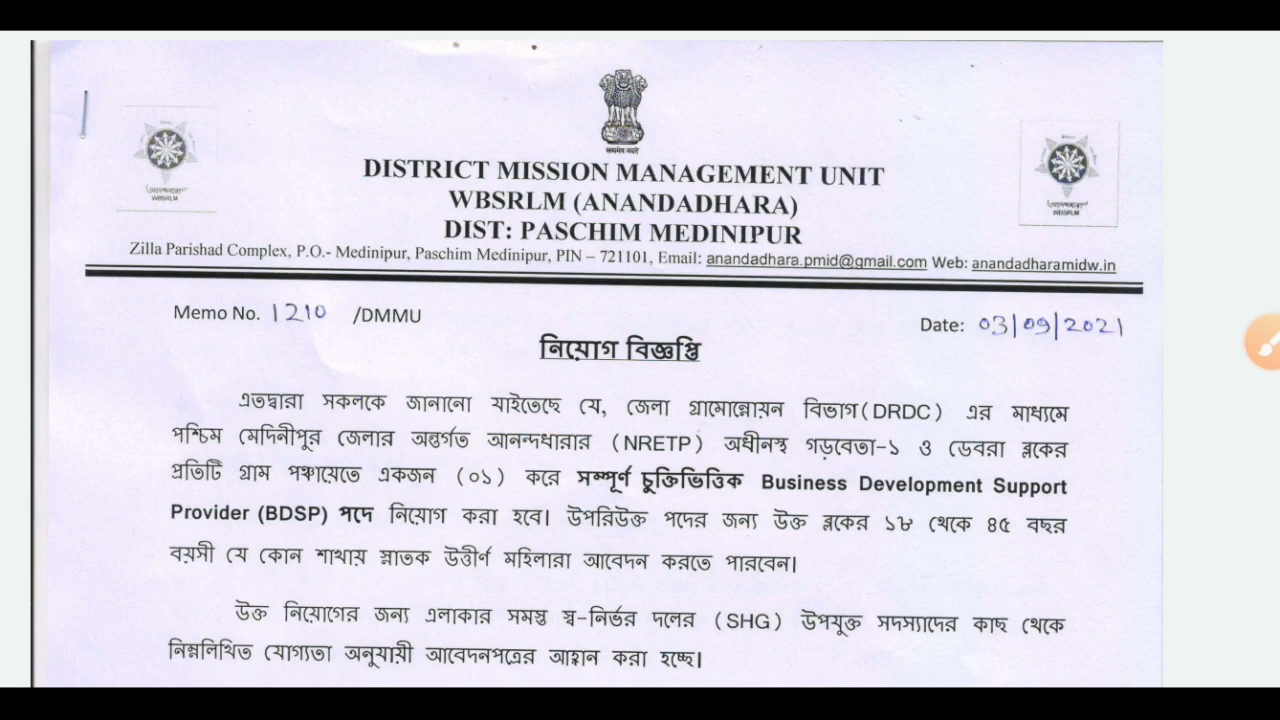 सत्यमेव जयते
WBSRLM
WBSRLM
DISTRICT MISSION MANAGEMENT UNIT
WBSRLM (ANANDADHARA)
DIST: PASCHIM MEDINIPUR
Zilla Parishad Complex, P.O.- Medinipur, Paschim Medinipur, PIN – 721101, Email: anandadhara.pmid@gmail.com Web: anandadharamidw.in
Memo No. 1210 /DMMU
Date: 03/09/2021
নিয়োগ বিজ্ঞপ্তি
এতদ্বারা সকলকে জানানো যাইতেছে যে, জেলা গ্রামোন্নোয়ন বিভাগ(DRDC) এর মাধ্যমে
পশ্চিম মেদিনীপুর জেলার অন্তর্গত আনন্দধারার (NRETP) অধীনস্থ গড়বেতা-১ ও ডেবরা ব্লকের
প্রতিটি গ্রাম পঞ্চায়েতে একজন (০১) করে সম্পূর্ণ চুক্তিভিত্তিক Business Development Support
Provider (BDSP) পদে নিয়োগ করা হবে। উপরিউক্ত পদের জন্য উক্ত ব্লকের ১৮ থেকে ৪৫ বছর
বয়সী যে কোন শাখায় স্নাতক উত্তীর্ণ মহিলারা আবেদন করতে পারবেন।
উক্ত নিয়োগের জন্য এলাকার সমস্ত স্ব-নির্ভর দলের (SHG) উপযুক্ত সদস্যাদের কাছ থেকে
নিম্নলিখিত যোগ্যতা অনুযায়ী আবেদনপত্রের আহ্বান করা হচ্ছে।